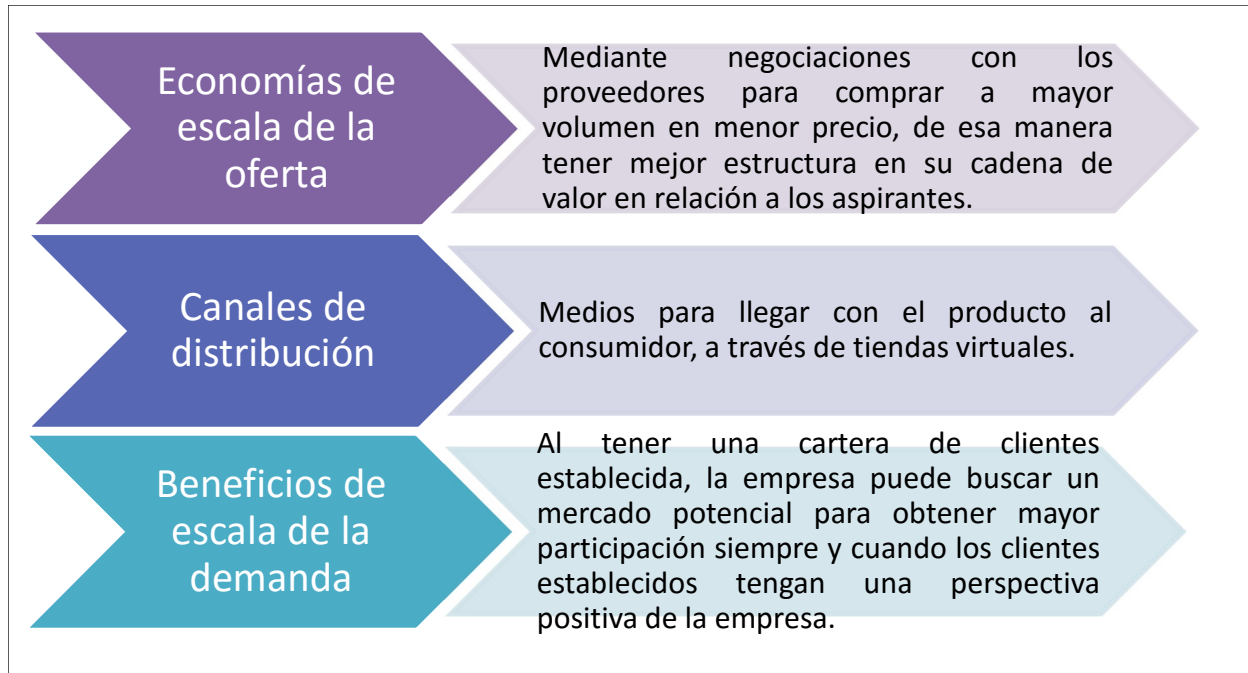 Economías de
escala de la
oferta
Mediante negociaciones con los
proveedores para comprar a mayor
volumen en menor precio, de esa manera
tener mejor estructura en su cadena de
valor en relación a los aspirantes.
Canales de
distribución
Medios para llegar con el producto al
consumidor, a través de tiendas virtuales.
Beneficios de
escala de la
demanda
Al tener una cartera de clientes
establecida, la empresa puede buscar un
mercado potencial para obtener mayor
participación siempre y cuando los clientes
establecidos tengan una perspectiva
positiva de la empresa.